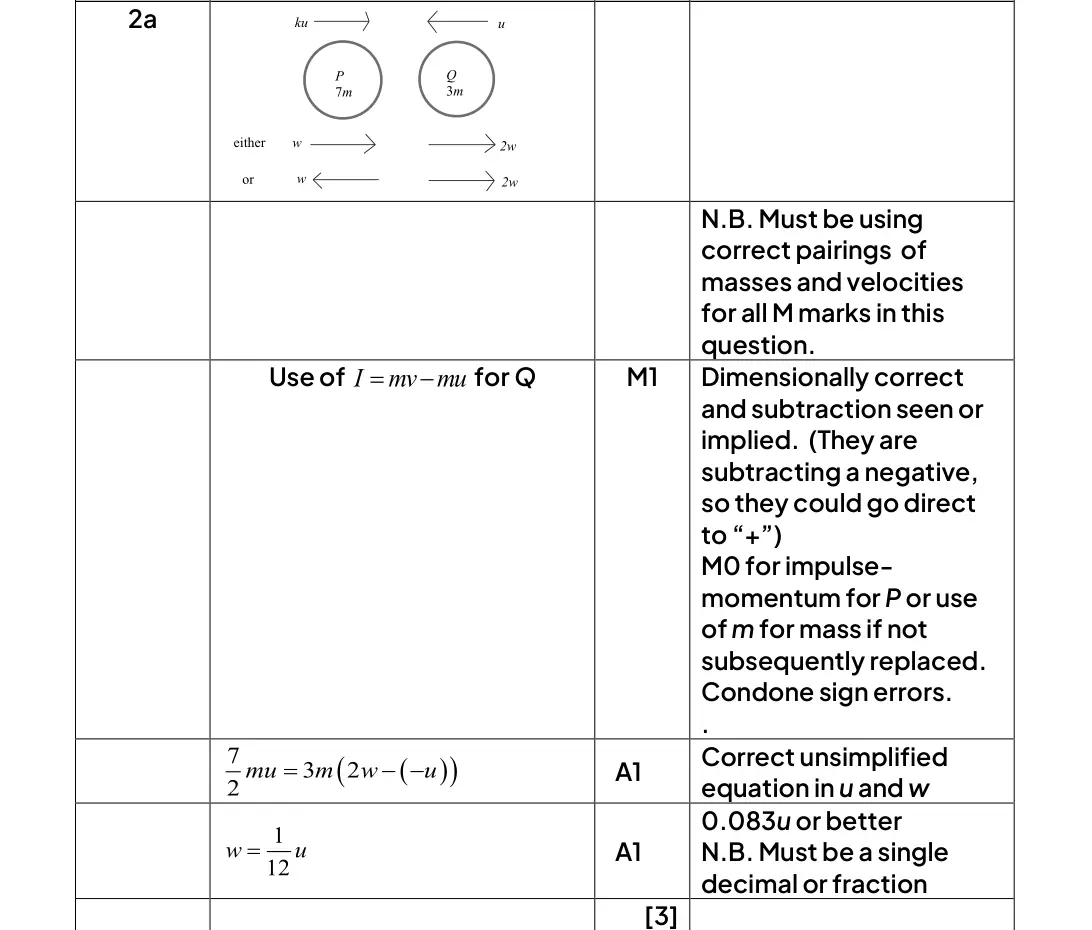 2a
ku u
P Q
7m 3m
either w 2w
or w 2w
N.B. Must be using
correct pairings of
masses and velocities
for all M marks in this
question.
Use of I = mv − mu for Q M1 Dimensionally correct
and subtraction seen or
implied. (They are
subtracting a negative,
so they could go direct
to “+”)
M0 for impulse-
momentum for P or use
of m for mass if not
subsequently replaced.
Condone sign errors.
.
7/2 mu = 3m(2w − (−u)) A1 Correct unsimplified
equation in u and w
w = 1/12 u A1 0.083u or better
N.B. Must be a single
decimal or fraction
[3]